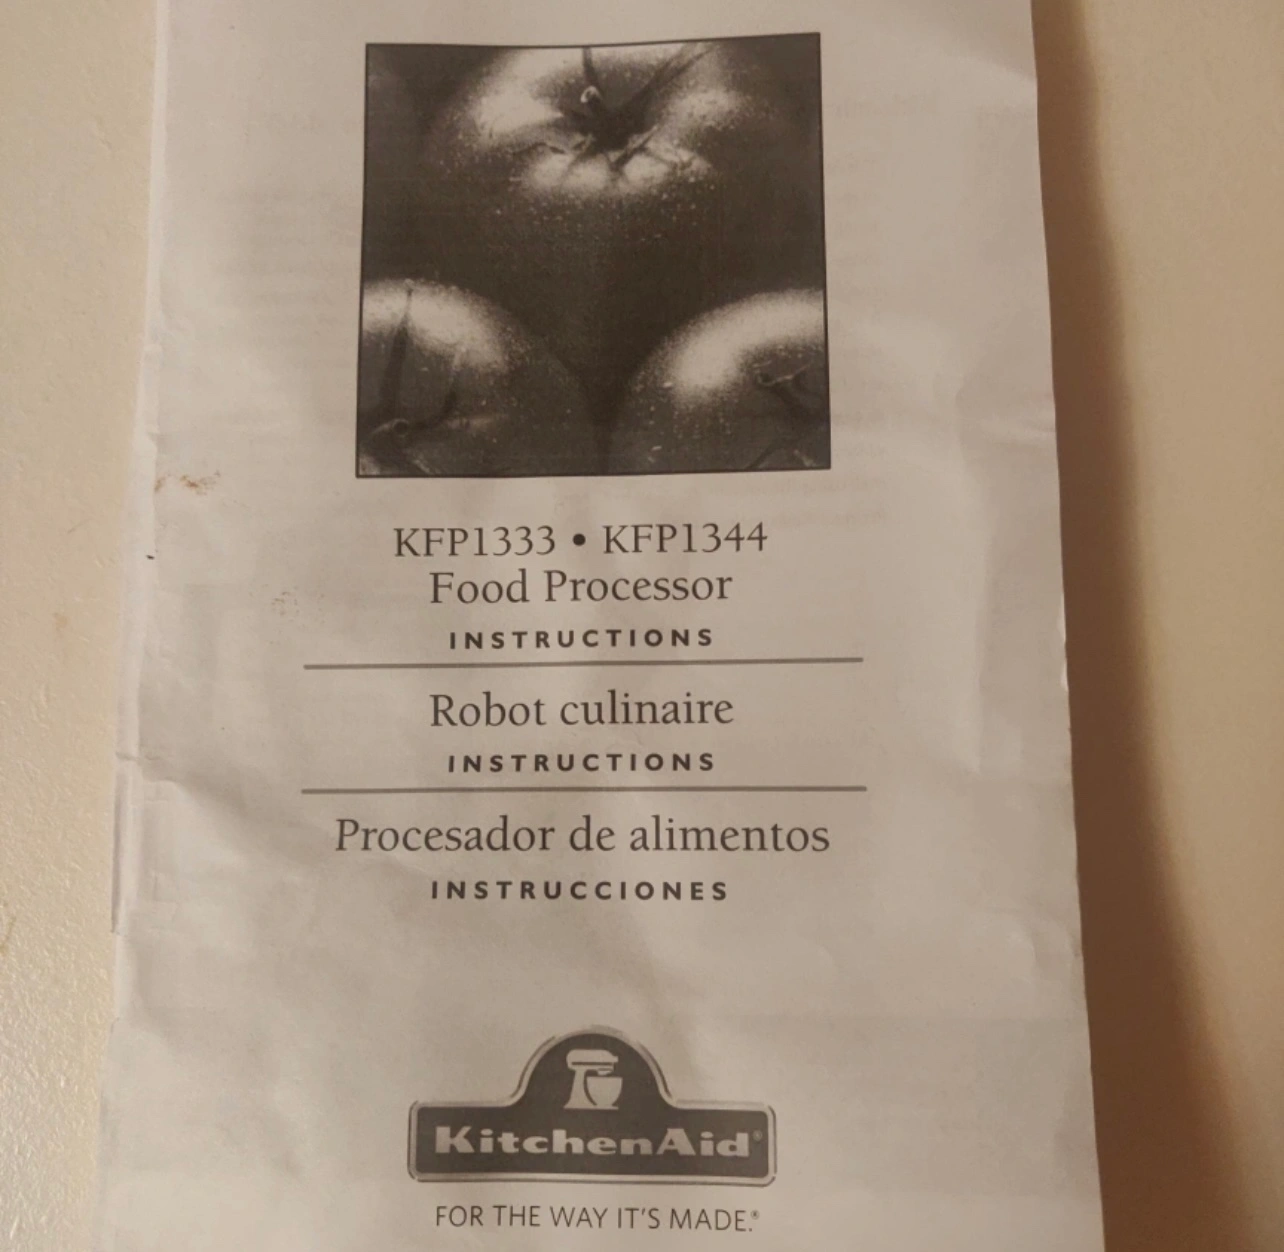 KFP1333 • KFP1344
Food Processor
INSTRUCTIONS
Robot culinaire
INSTRUCTIONS
Procesador de alimentos
INSTRUCCIONES
KitchenAid®
FOR THE WAY IT'S MADE.®